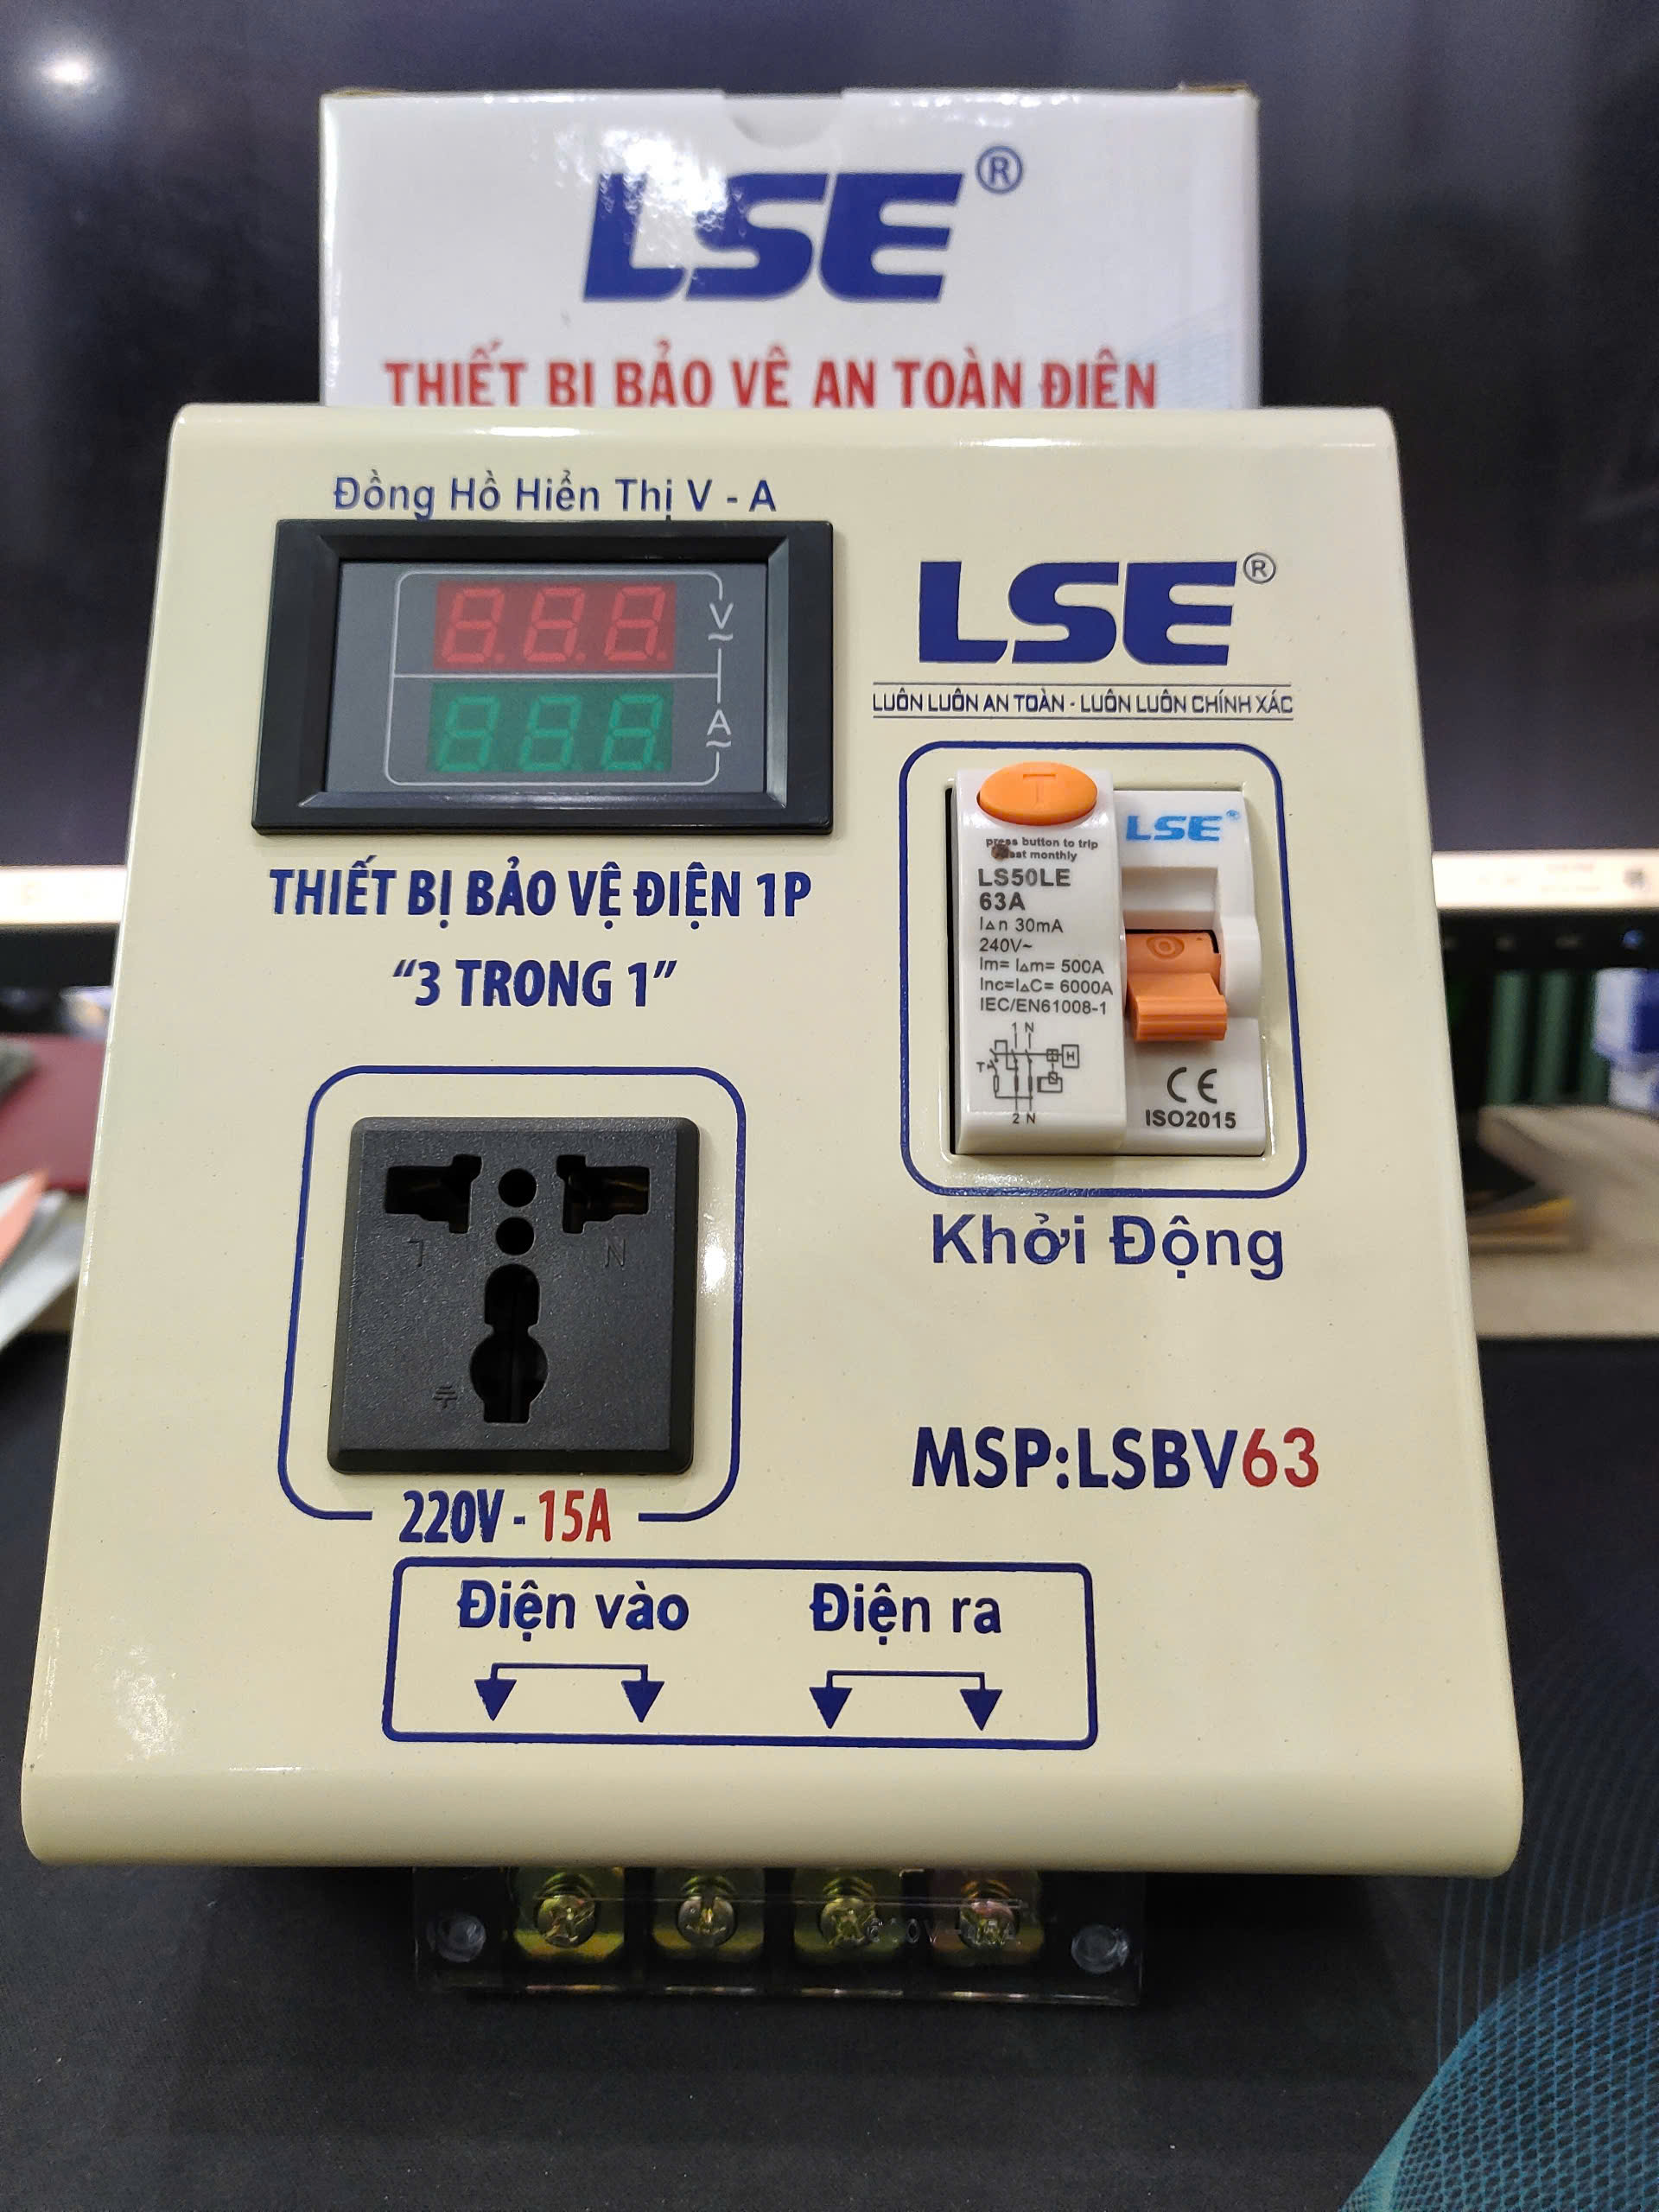 LSE®
THIẾT BỊ BẢO VỆ AN TOÀN ĐIỆN
Đồng Hồ Hiển Thị V - A
V
A
LSE®
LUÔN LUÔN AN TOÀN - LUÔN LUÔN CHÍNH XÁC
THIẾT BỊ BẢO VỆ ĐIỆN 1P
“3 TRONG 1”
T
press button to trip
test monthly
LS50LE
63A
I∆n 30mA
240V~
Im= I∆m= 500A
Inc=I∆C= 6000A
IEC/EN61008-1
1 N
T
H
2 N
LSE®
CE
ISO2015
Khởi Động
L
N
220V - 15A
MSP:LSBV63
Điện vào
Điện ra